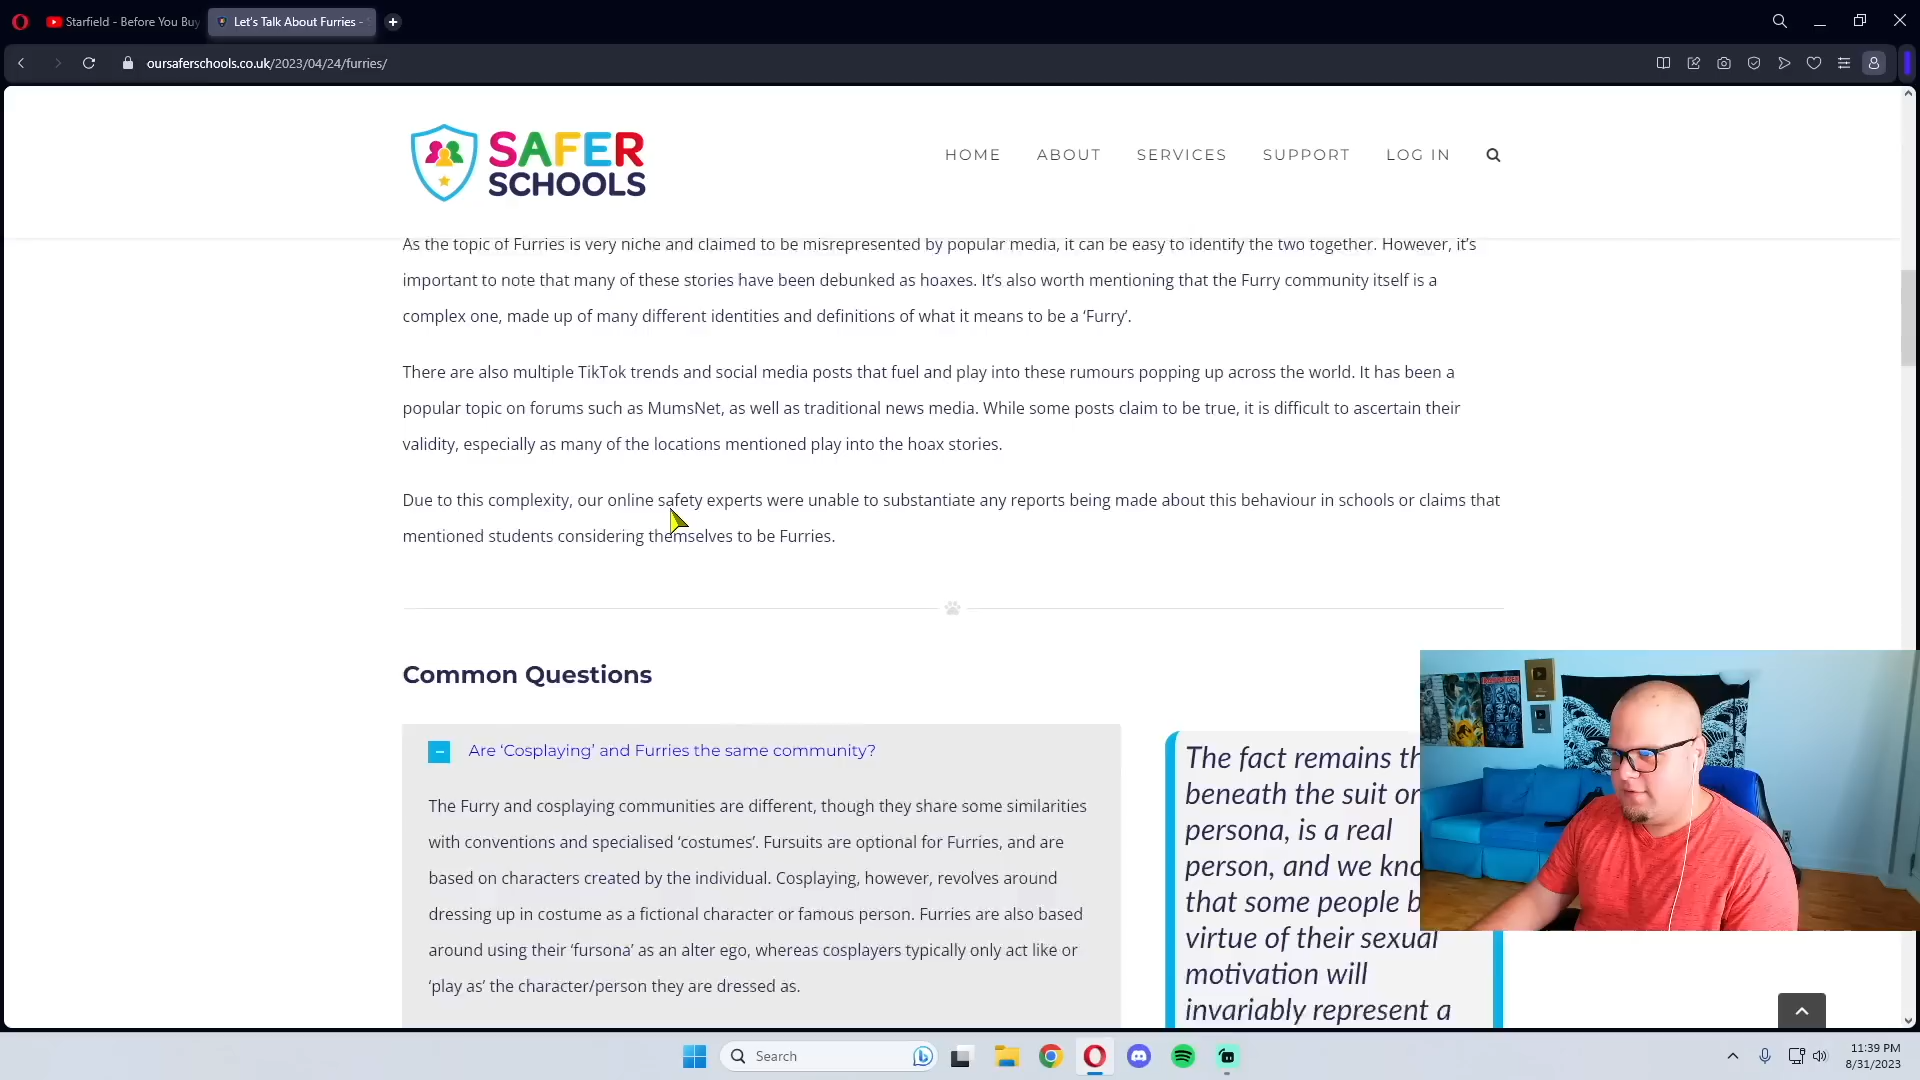 Starfield - Before You Buy
Let's Talk About Furries -
oursaferschools.co.uk/2023/04/24/furries/
SAFER
SCHOOLS
HOME ABOUT SERVICES SUPPORT LOG IN
As the topic of Furries is very niche and claimed to be misrepresented by popular media, it can be easy to identify the two together. However, it's
important to note that many of these stories have been debunked as hoaxes. It's also worth mentioning that the Furry community itself is a
complex one, made up of many different identities and definitions of what it means to be a ‘Furry’.
There are also multiple TikTok trends and social media posts that fuel and play into these rumours popping up across the world. It has been a
popular topic on forums such as MumsNet, as well as traditional news media. While some posts claim to be true, it is difficult to ascertain their
validity, especially as many of the locations mentioned play into the hoax stories.
Due to this complexity, our online safety experts were unable to substantiate any reports being made about this behaviour in schools or claims that
mentioned students considering themselves to be Furries.
Common Questions
Are ‘Cosplaying’ and Furries the same community?
The Furry and cosplaying communities are different, though they share some similarities
with conventions and specialised ‘costumes’. Fursuits are optional for Furries, and are
based on characters created by the individual. Cosplaying, however, revolves around
dressing up in costume as a fictional character or famous person. Furries are also based
around using their ‘fursona’ as an alter ego, whereas cosplayers typically only act like or
‘play as’ the character/person they are dressed as.
The fact remains th
beneath the suit or
persona, is a real
person, and we kno
that some people b
virtue of their sexual
motivation will
invariably represent a
Search
11:39 PM
8/31/2023